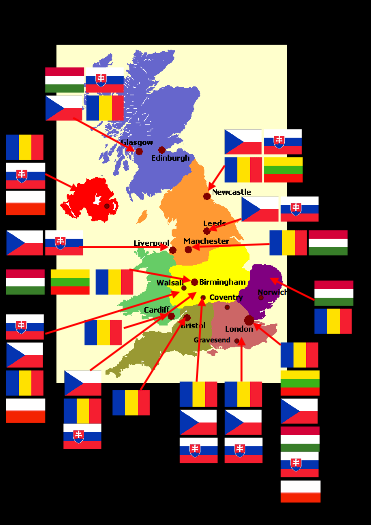 Glasgow
Edinburgh
Newcastle
Leeds
Liverpool
Manchester
Walsall
Birmingham
Coventry
Norwich
Cardiff
Bristol
London
Gravesend